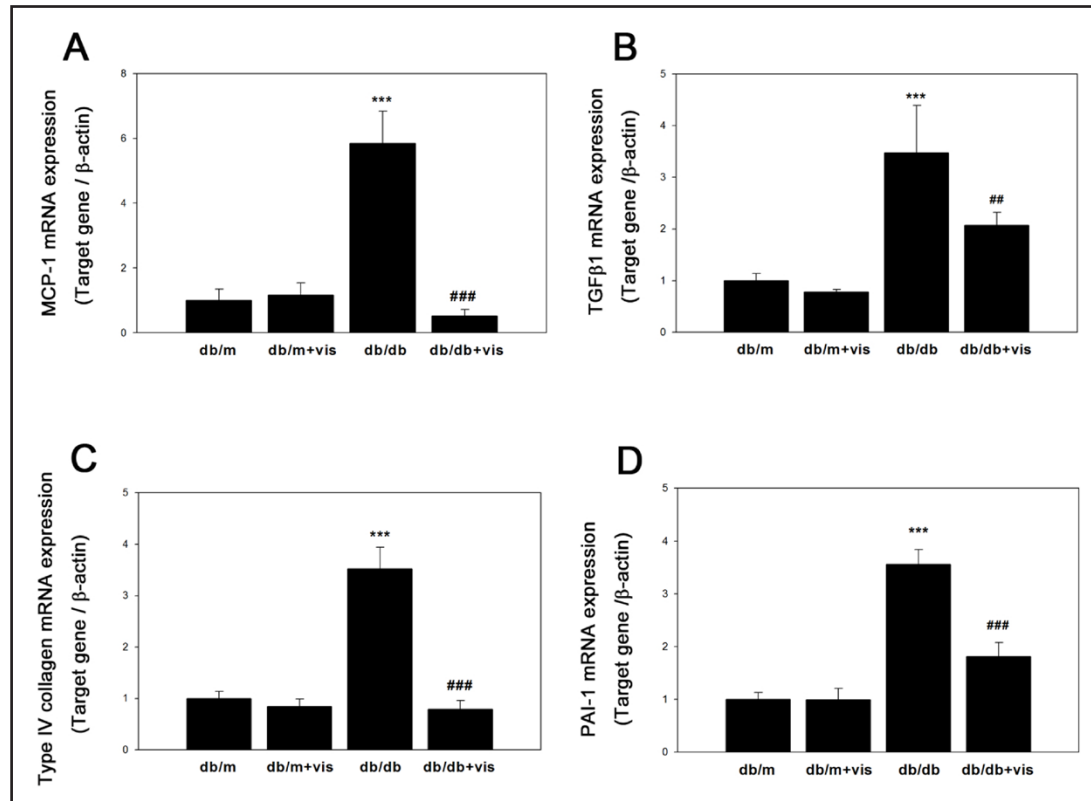 A
MCP-1 mRNA expression
(Target gene / β-actin)
8
6
4
2
0
***
###
db/m db/m+vis db/db db/db+vis
B
TGFβ1 mRNA expression
(Target gene /β-actin)
5
4
3
2
1
0
***
##
db/m db/m+vis db/db db/db+vis
C
Type IV collagen mRNA expression
(Target gene / β-actin)
5
4
3
2
1
0
***
###
db/m db/m+vis db/db db/db+vis
D
PAI-1 mRNA expression
(Target gene /β-actin)
5
4
3
2
1
0
***
###
db/m db/m+vis db/db db/db+vis